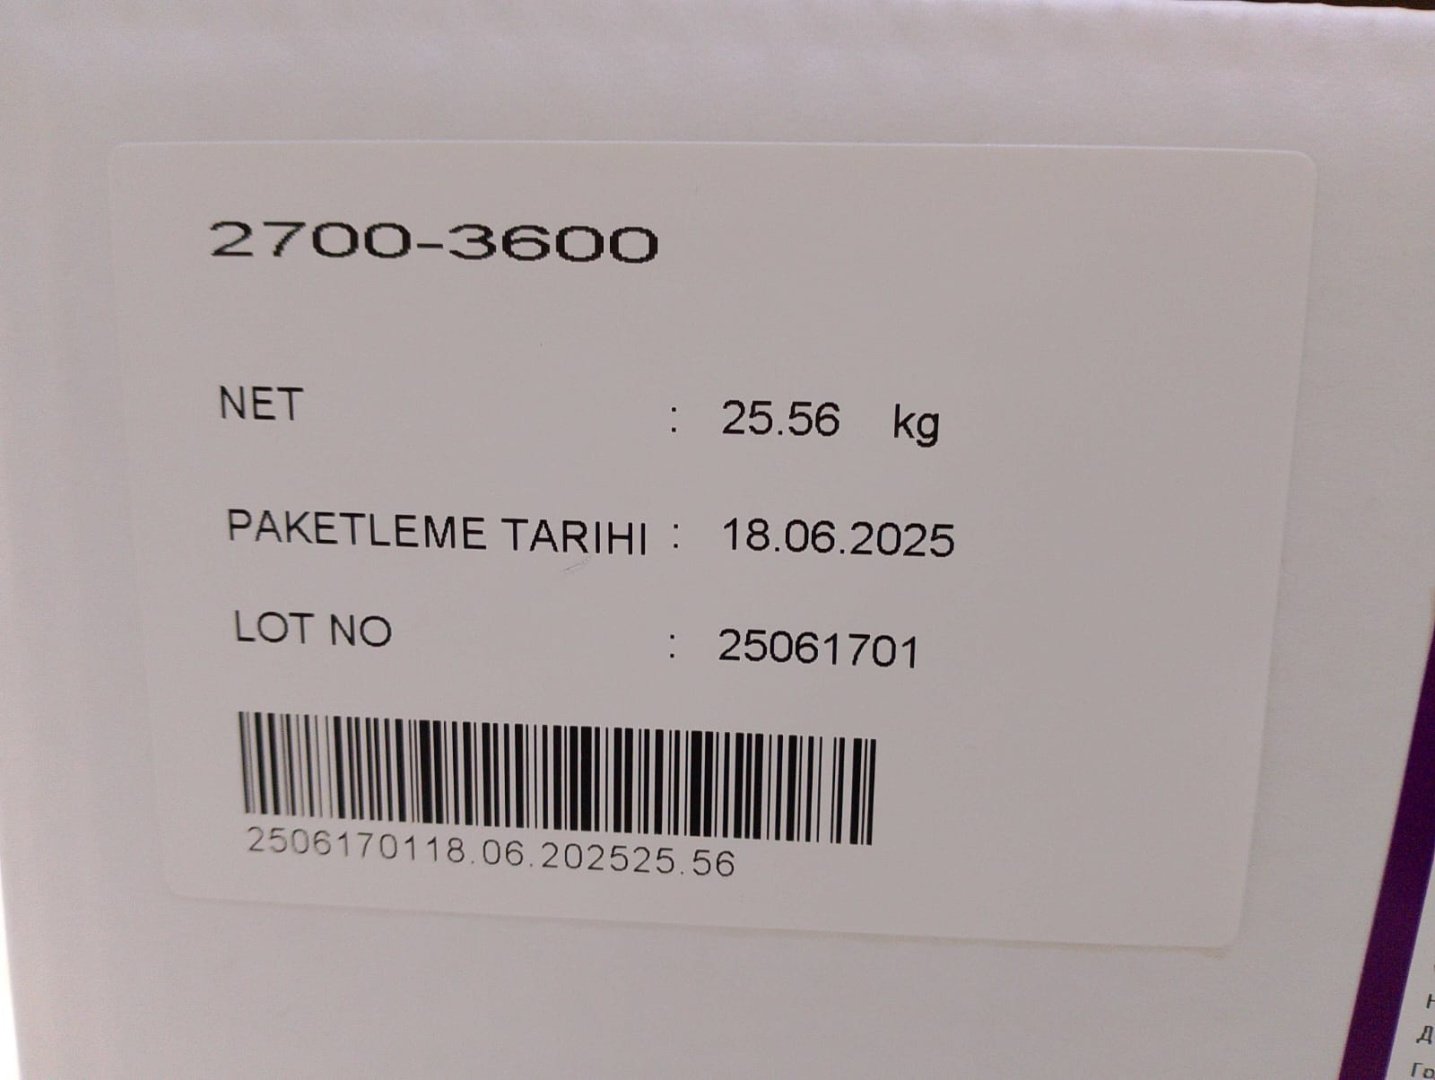 2700-3600
NET : 25.56 kg
PAKETLEME TARIHI : 18.06.2025
LOT NO : 25061701
2506170118.06.202525.56